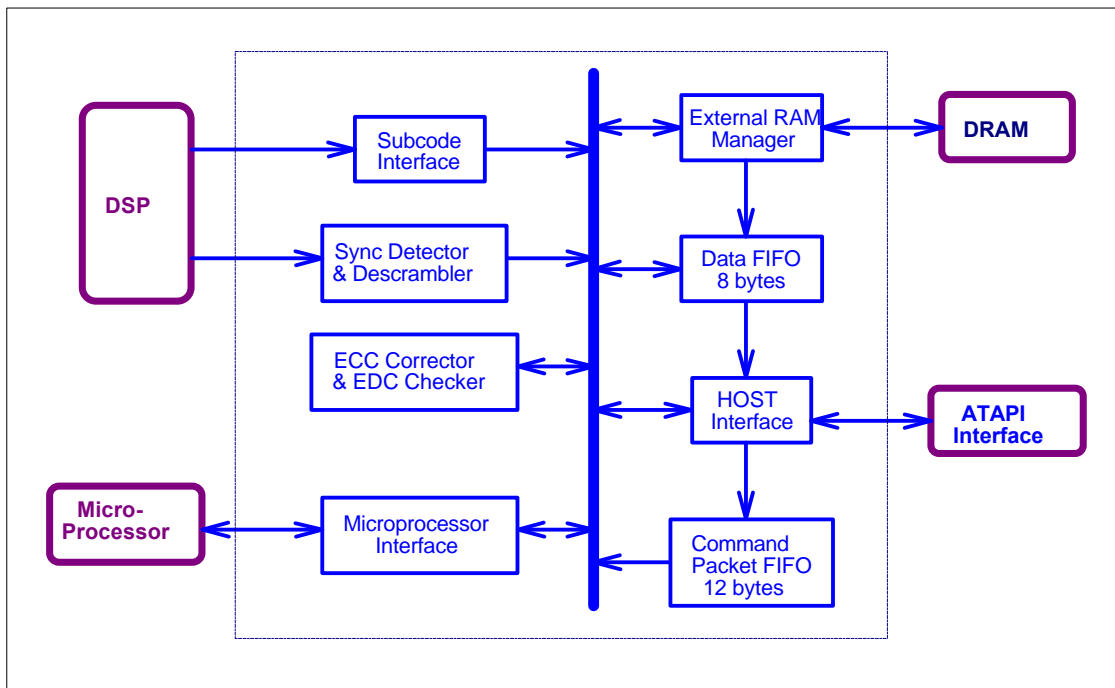 DSP
Subcode
Interface
Sync Detector
& Descrambler
ECC Corrector
& EDC Checker
Micro-
Processor
Microprocessor
Interface
External RAM
Manager
DRAM
Data FIFO
8 bytes
HOST
Interface
ATAPI
Interface
Command
Packet FIFO
12 bytes